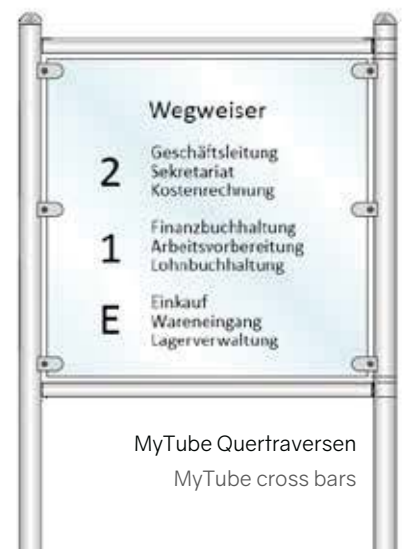 Wegweiser
2
Geschäftsleitung
Sekretariat
Kostenrechnung
1
Finanzbuchhaltung
Arbeitsvorbereitung
Lohnbuchhaltung
E
Einkauf
Wareneingang
Lagerverwaltung
MyTube Quertraversen
MyTube cross bars